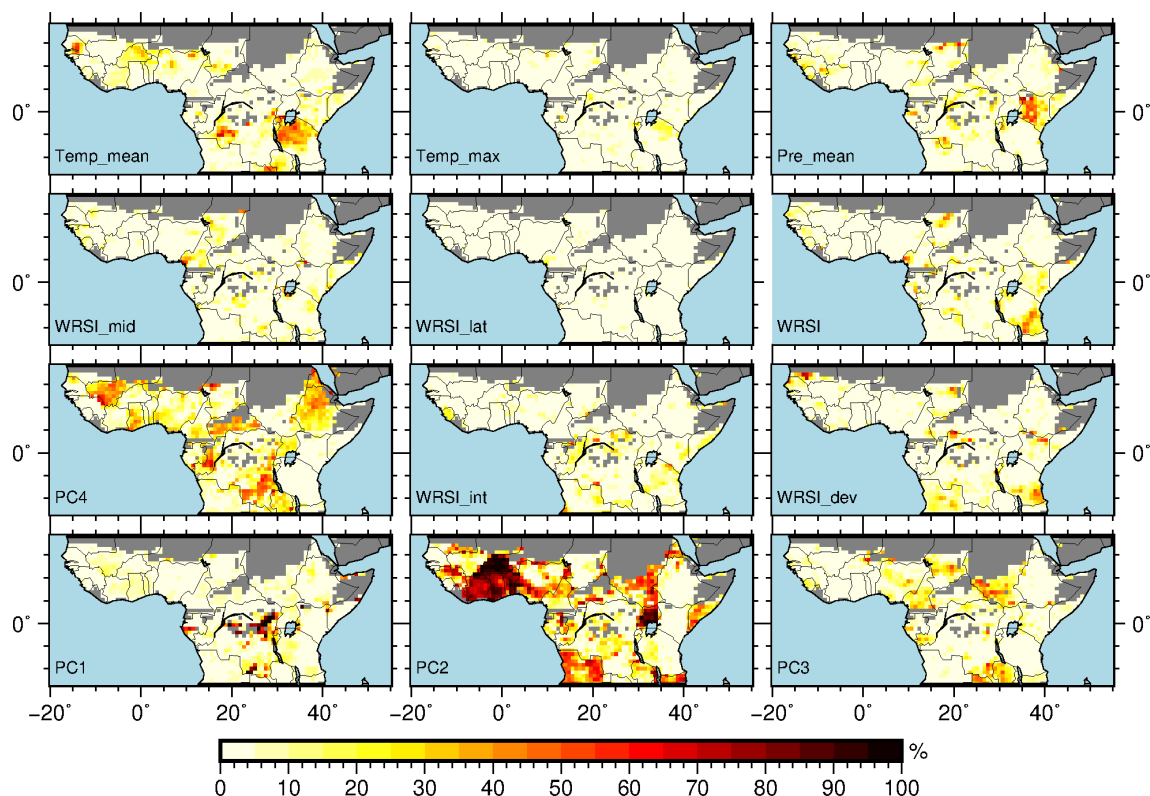 0° Temp_mean Temp_max Pre_mean 0°
0° WRSI_mid WRSI_lat WRSI 0°
0° PC4 WRSI_int WRSI_dev 0°
0° PC1 PC2 PC3 0°
−20° 0° 20° 40° −20° 0° 20° 40° −20° 0° 20° 40°
%
0 10 20 30 40 50 60 70 80 90 100